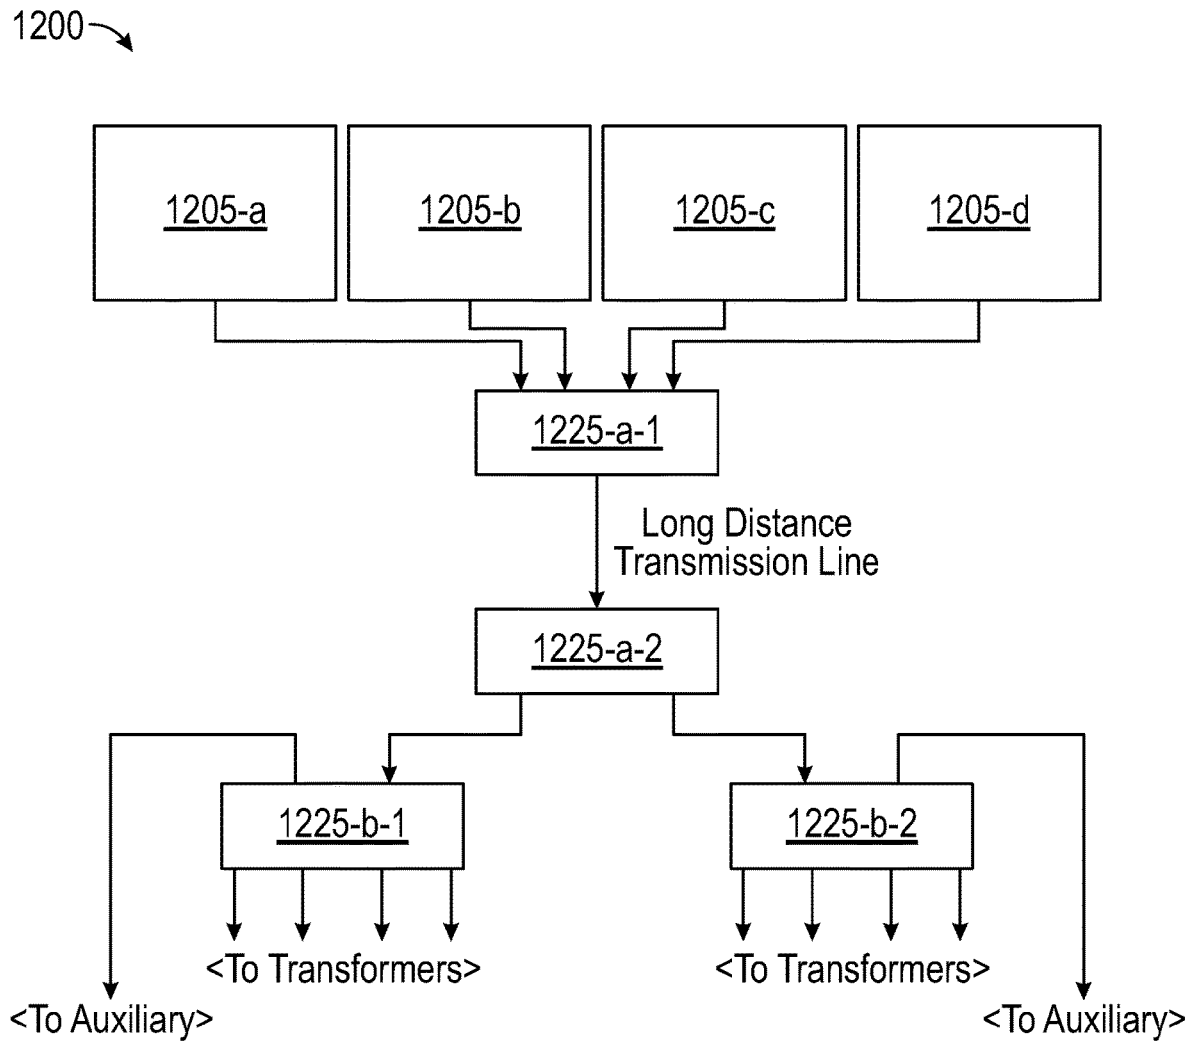 1200
1205-a
1205-b
1205-c
1205-d
1225-a-1
Long Distance
Transmission Line
1225-a-2
1225-b-1
1225-b-2
<To Transformers>
<To Transformers>
<To Auxiliary>
<To Auxiliary>